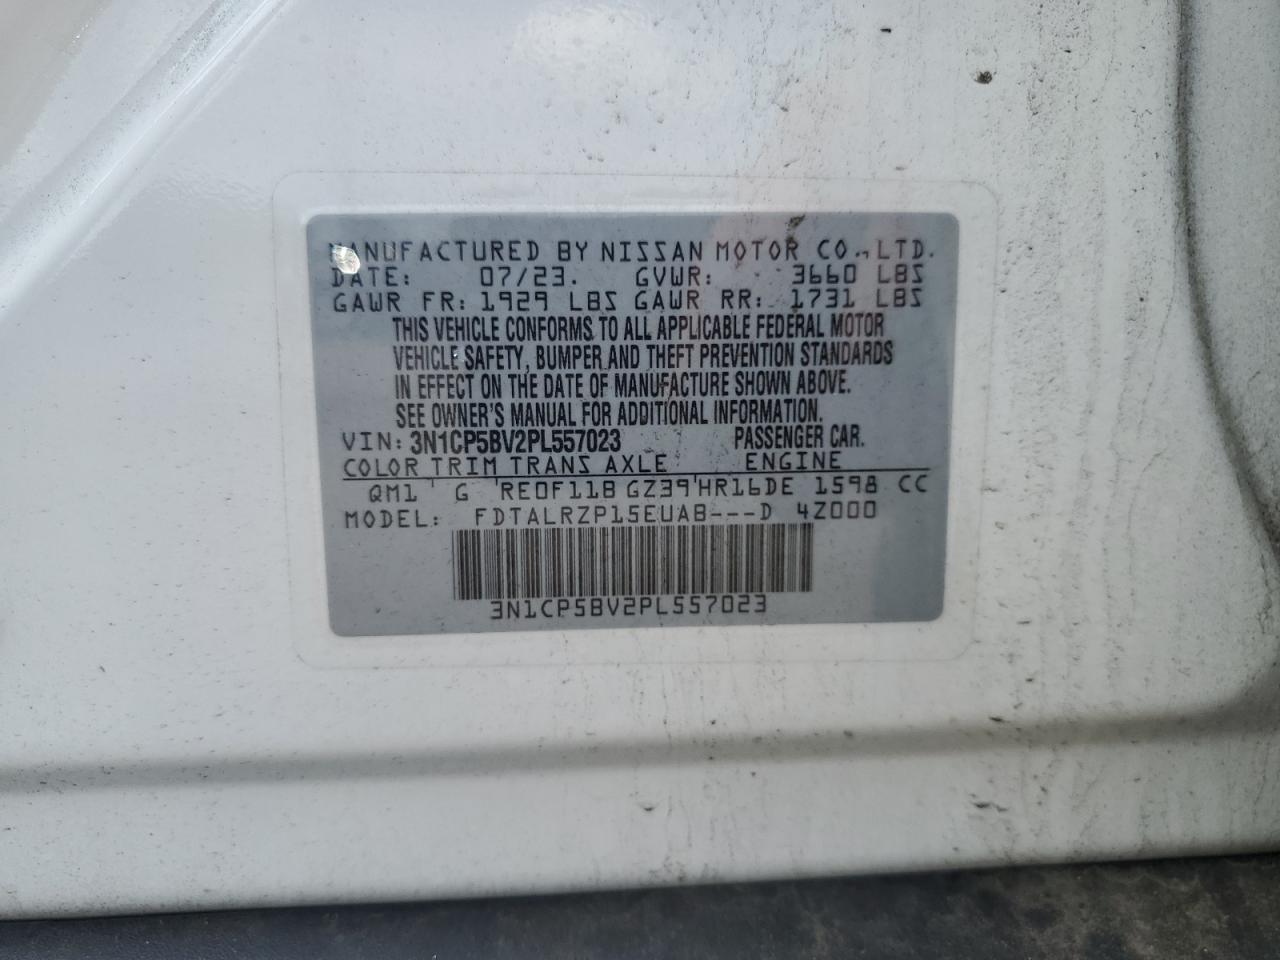 MANUFACTURED BY NISSAN MOTOR CO., LTD.
DATE: 07/23. GVWR: 3660 LBS
GAWR FR: 1929 LBS GAWR RR: 1731 LBS
THIS VEHICLE CONFORMS TO ALL APPLICABLE FEDERAL MOTOR
VEHICLE SAFETY, BUMPER AND THEFT PREVENTION STANDARDS
IN EFFECT ON THE DATE OF MANUFACTURE SHOWN ABOVE.
SEE OWNER'S MANUAL FOR ADDITIONAL INFORMATION.
VIN: 3N1CP5BV2PL557023 PASSENGER CAR.
COLOR TRIM TRANS AXLE ENGINE
QM1 G RE0F11B GZ39 HR16DE 1598 CC
MODEL: FDTALRZP15EUAB---D 4Z000
3N1CP5BV2PL557023